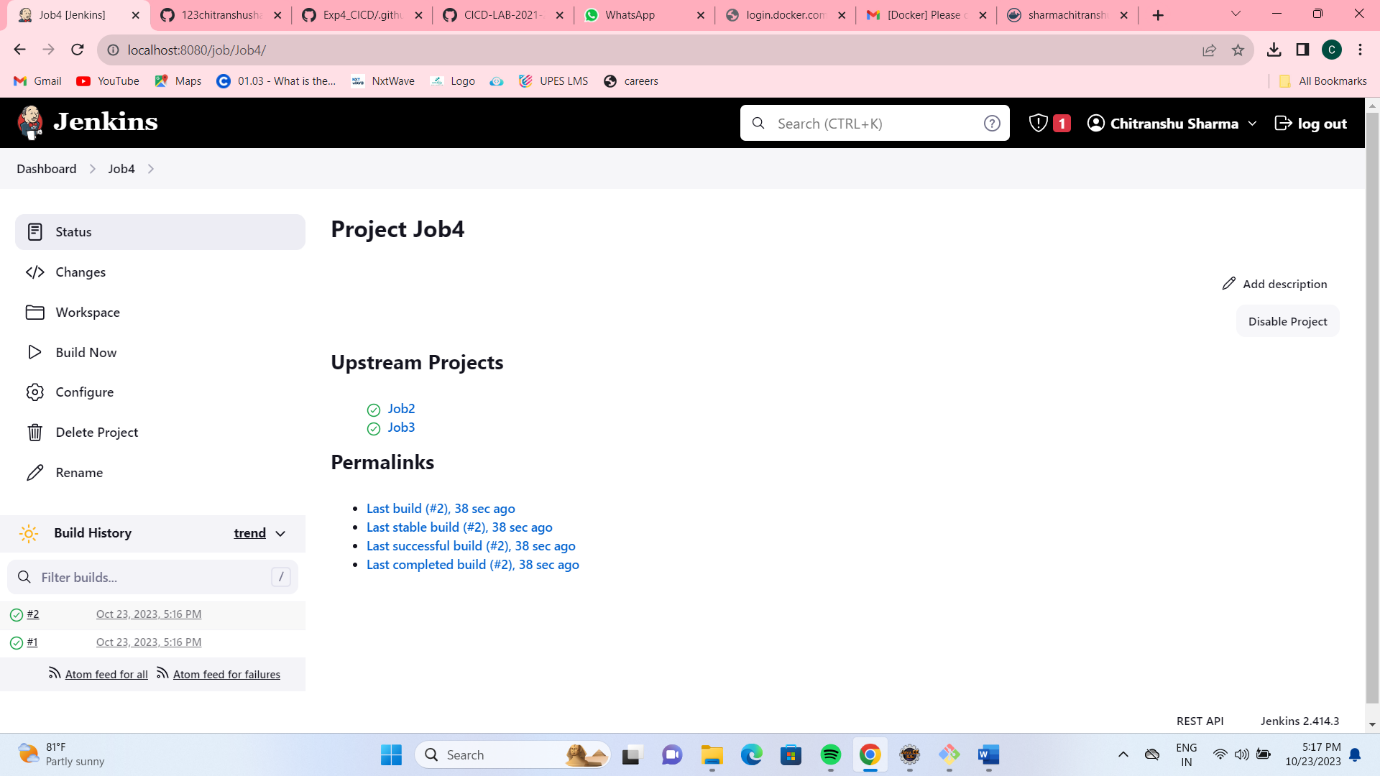 Job4 [Jenkins]
123chitranshusha
Exp4_CICD/.githu
CICD-LAB-2021-
WhatsApp
login.docker.com
[Docker] Please c
sharmachitransh
localhost:8080/job/Job4/
C
Gmail
YouTube
Maps
01.03 - What is the...
NxtWave
Logo
UPES LMS
careers
All Bookmarks
Jenkins
Search (CTRL+K)
?
1
Chitranshu Sharma
log out
Dashboard
Job4
Status
Changes
Workspace
Build Now
Configure
Delete Project
Rename
Build History
trend
Filter builds...
/
#2
Oct 23, 2023, 5:16 PM
#1
Oct 23, 2023, 5:16 PM
Atom feed for all
Atom feed for failures
Project Job4
Add description
Disable Project
Upstream Projects
Job2
Job3
Permalinks
Last build (#2), 38 sec ago
Last stable build (#2), 38 sec ago
Last successful build (#2), 38 sec ago
Last completed build (#2), 38 sec ago
REST API
Jenkins 2.414.3
81°F
Partly sunny
Search
ENG
IN
5:17 PM
10/23/2023